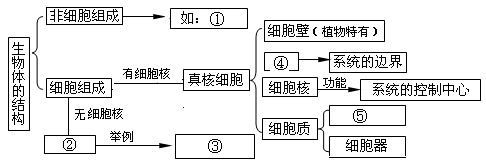 生物体的结构
非细胞组成
如：①
细胞组成
有细胞核
真核细胞
细胞壁（植物特有）
④
系统的边界
细胞核
功能
系统的控制中心
细胞质
⑤
细胞器
无细胞核
②
举例
③